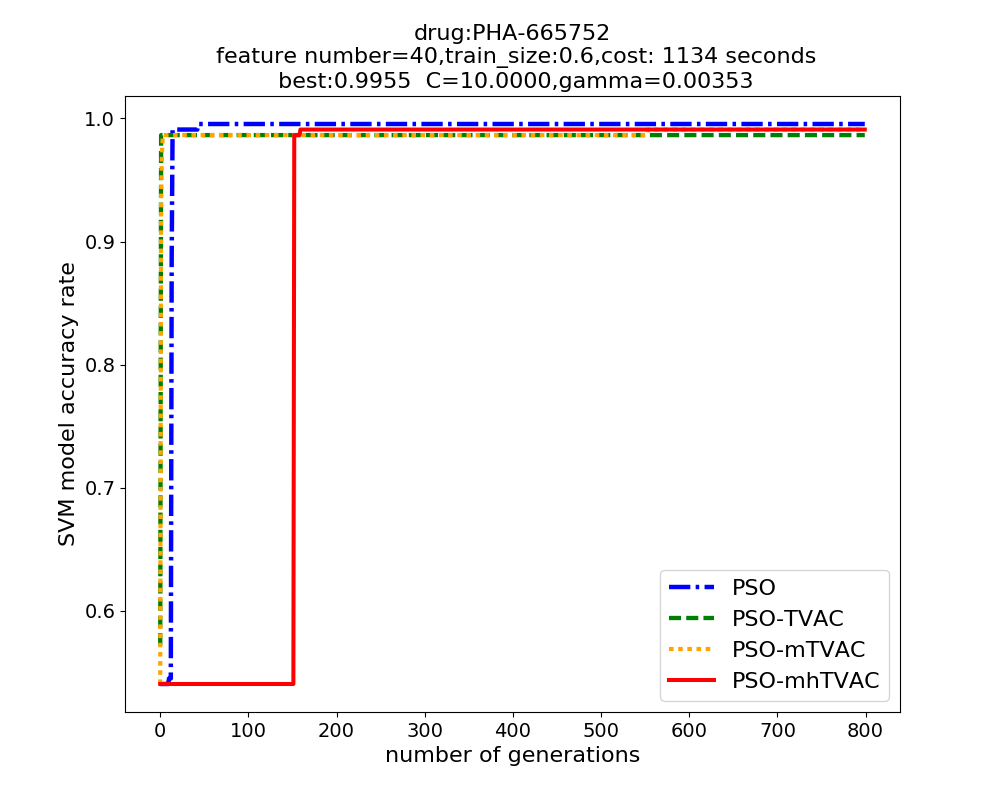 drug:PHA-665752
feature number=40,train_size:0.6,cost: 1134 seconds
best:0.9955  C=10.0000,gamma=0.00353
1.0
0.9
0.8
0.7
0.6
SVM model accuracy rate
PSO
PSO-TVAC
PSO-mTVAC
PSO-mhTVAC
0 100 200 300 400 500 600 700 800
number of generations